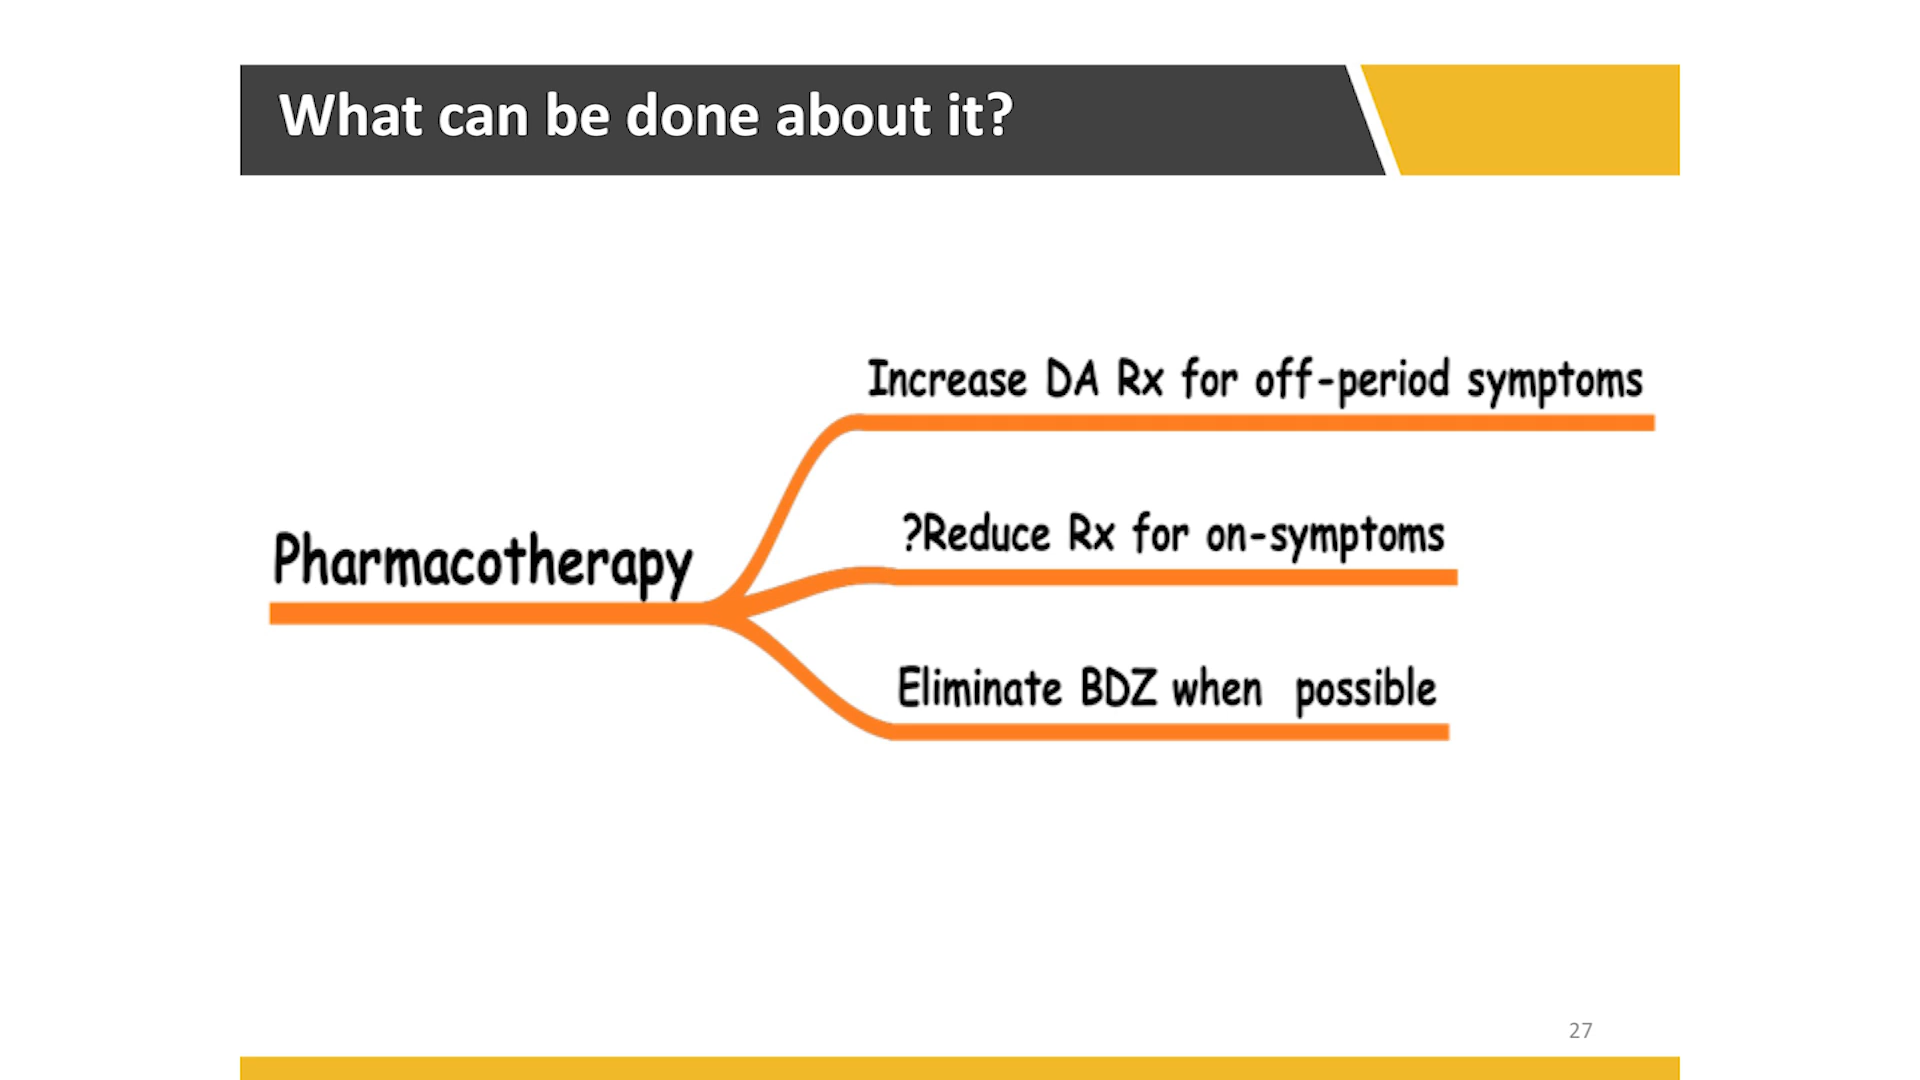 What can be done about it?
Increase DA Rx for off-period symptoms
?Reduce Rx for on-symptoms
Pharmacotherapy
Eliminate BDZ when possible
27